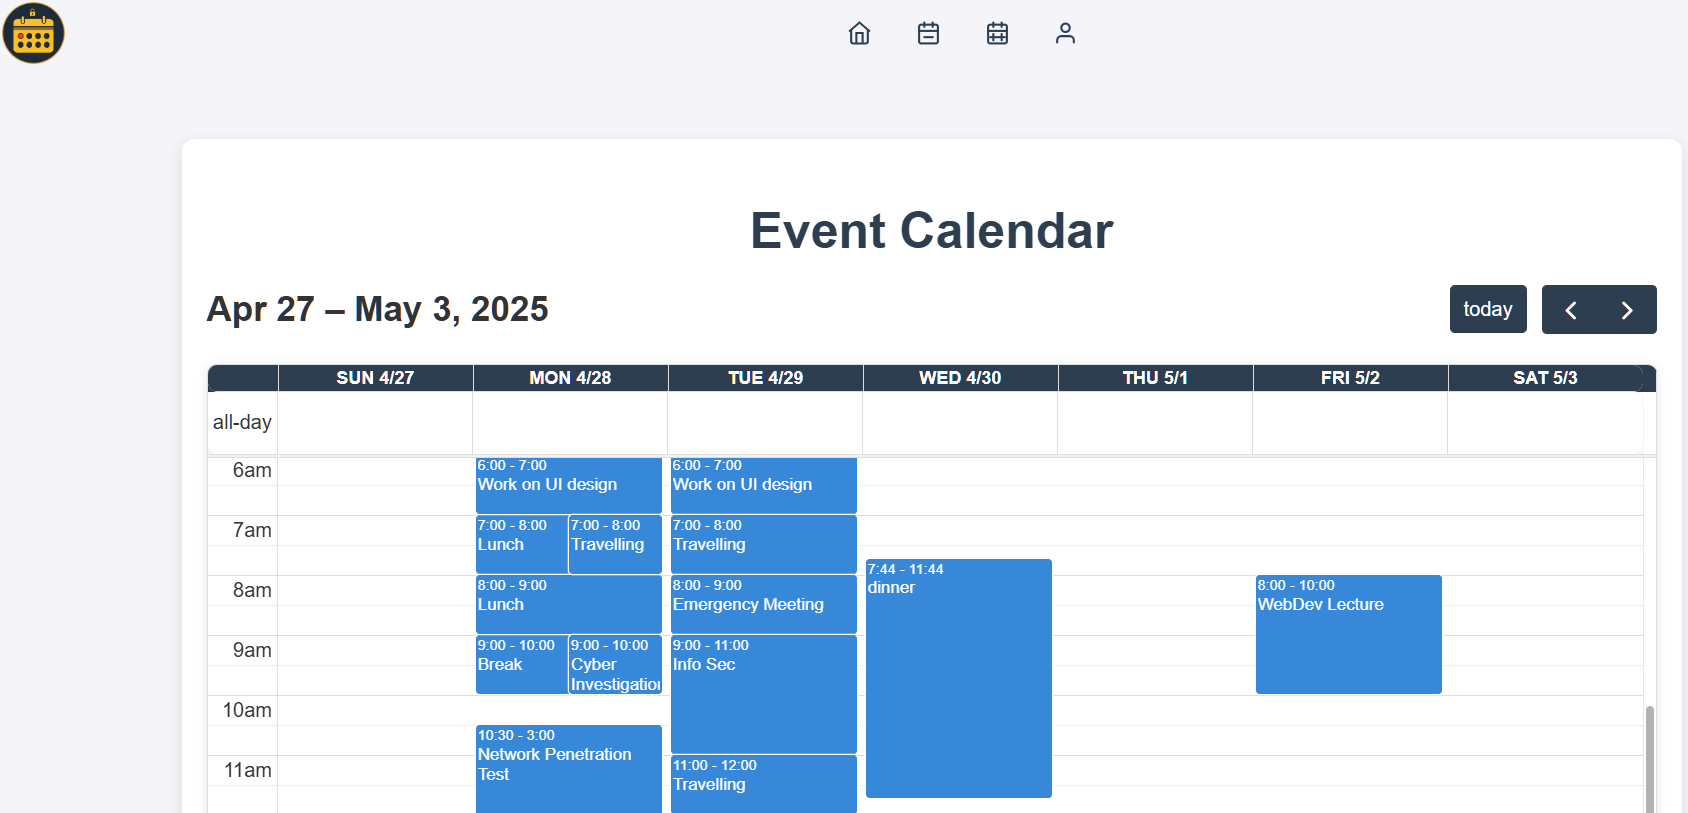 Event Calendar
Apr 27 – May 3, 2025
today
SUN 4/27 MON 4/28 TUE 4/29 WED 4/30 THU 5/1 FRI 5/2 SAT 5/3
all-day
6am
7am
8am
9am
10am
11am
6:00 - 7:00
Work on UI design
7:00 - 8:00
Lunch
7:00 - 8:00
Travelling
8:00 - 9:00
Lunch
9:00 - 10:00
Break
9:00 - 10:00
Cyber
Investigation
10:30 - 3:00
Network Penetration
Test
6:00 - 7:00
Work on UI design
7:00 - 8:00
Travelling
8:00 - 9:00
Emergency Meeting
9:00 - 11:00
Info Sec
11:00 - 12:00
Travelling
7:44 - 11:44
dinner
8:00 - 10:00
WebDev Lecture